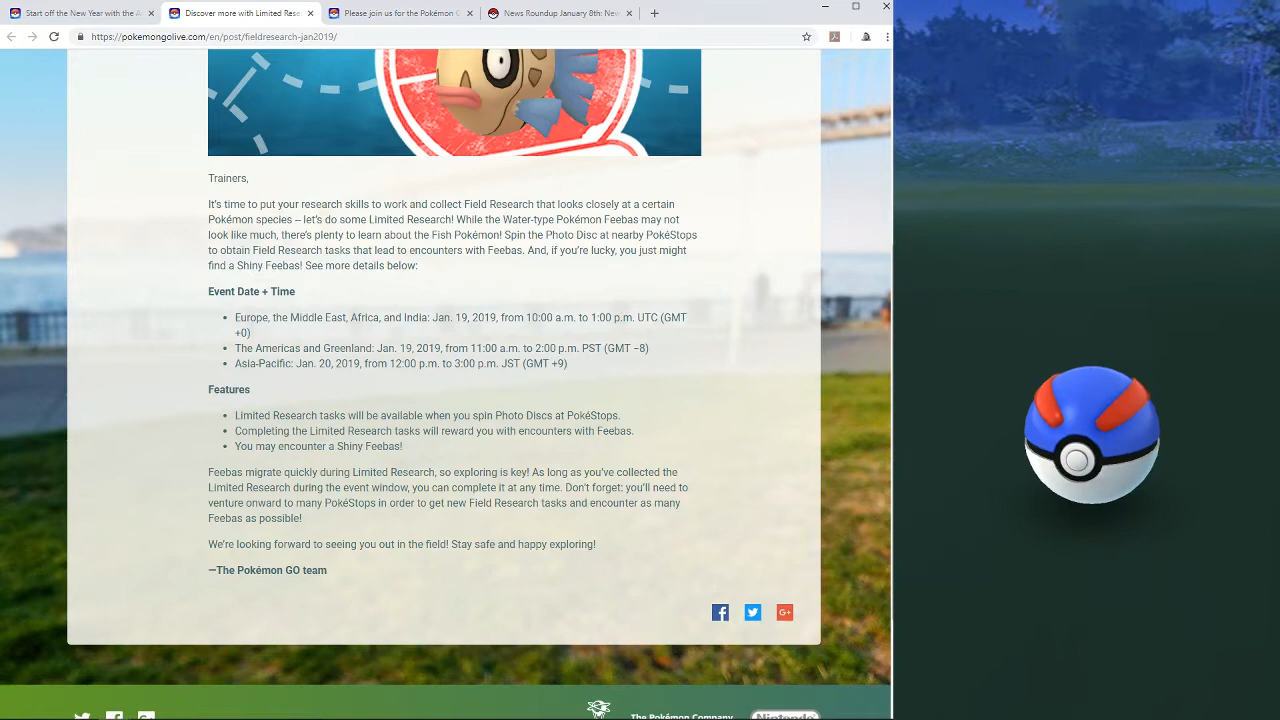 Start off the New Year with the A
Discover more with Limited Rese
Please join us for the Pokémon G
News Roundup January 8th: New
https://pokemongolive.com/en/post/fieldresearch-jan2019/
Trainers,
It's time to put your research skills to work and collect Field Research that looks closely at a certain
Pokémon species – let's do some Limited Research! While the Water-type Pokémon Feebas may not
look like much, there's plenty to learn about the Fish Pokémon! Spin the Photo Disc at nearby PokéStops
to obtain Field Research tasks that lead to encounters with Feebas. And, if you're lucky, you just might
find a Shiny Feebas! See more details below:
Event Date + Time
• Europe, the Middle East, Africa, and India: Jan. 19, 2019, from 10:00 a.m. to 1:00 p.m. UTC (GMT
+0)
• The Americas and Greenland: Jan. 19, 2019, from 11:00 a.m. to 2:00 p.m. PST (GMT −8)
• Asia-Pacific: Jan. 20, 2019, from 12:00 p.m. to 3:00 p.m. JST (GMT +9)
Features
• Limited Research tasks will be available when you spin Photo Discs at PokéStops.
• Completing the Limited Research tasks will reward you with encounters with Feebas.
• You may encounter a Shiny Feebas!
Feebas migrate quickly during Limited Research, so exploring is key! As long as you've collected the
Limited Research during the event window, you can complete it at any time. Don't forget: you'll need to
venture onward to many PokéStops in order to get new Field Research tasks and encounter as many
Feebas as possible!
We're looking forward to seeing you out in the field! Stay safe and happy exploring!
—The Pokémon GO team
G+
The Pokémon Company
Nintendo